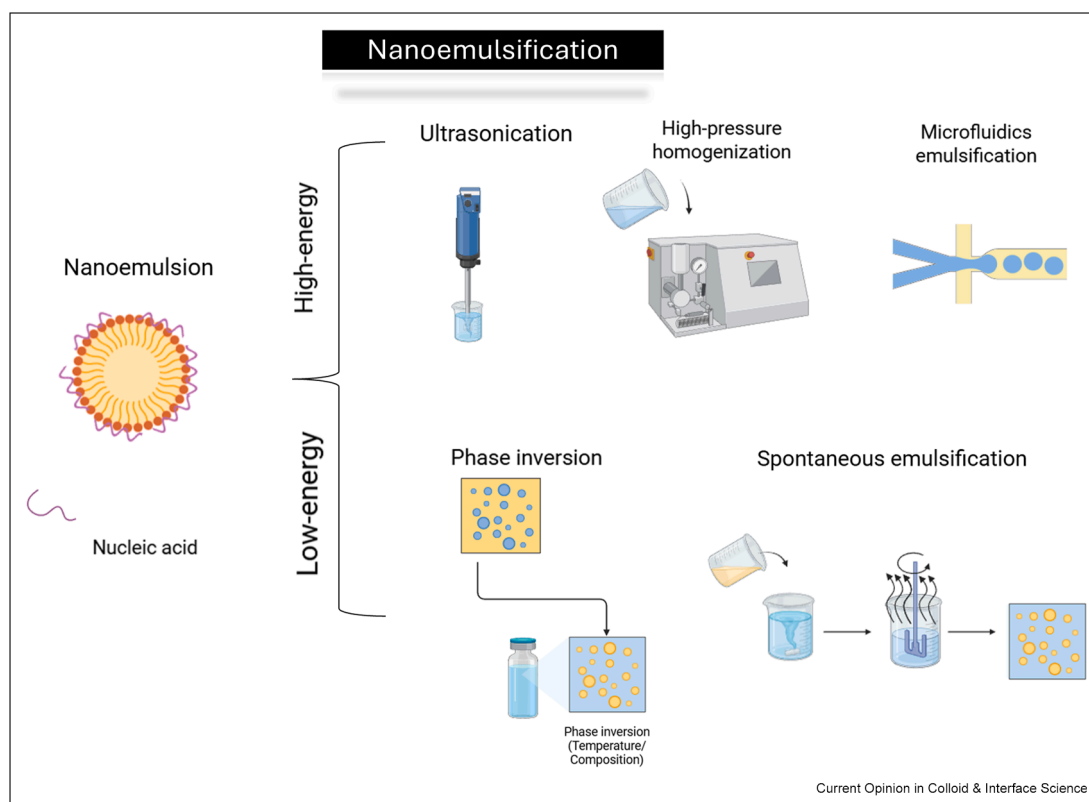 Nanoemulsification
Ultrasonication
High-pressure
homogenization
Microfluidics
emulsification
High-energy
Nanoemulsion
Nucleic acid
Low-energy
Phase inversion
Spontaneous emulsification
Phase inversion
(Temperature/
Composition)
Current Opinion in Colloid & Interface Science